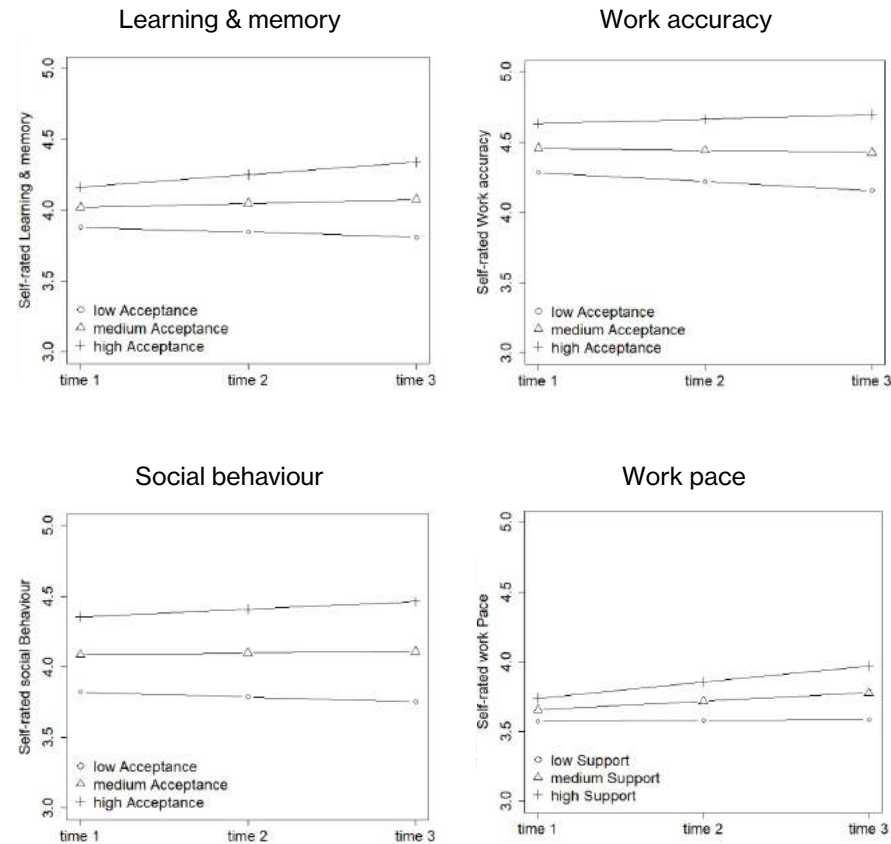 Learning & memory
Self-rated Learning & memory
5.0
4.5
4.0
3.5
3.0
low Acceptance
medium Acceptance
high Acceptance
time 1 time 2 time 3
Work accuracy
Self-rated Work accuracy
5.0
4.5
4.0
3.5
3.0
low Acceptance
medium Acceptance
high Acceptance
time 1 time 2 time 3
Social behaviour
Self-rated social Behaviour
5.0
4.5
4.0
3.5
3.0
low Acceptance
medium Acceptance
high Acceptance
time 1 time 2 time 3
Work pace
Self-rated work Pace
5.0
4.5
4.0
3.5
3.0
low Support
medium Support
high Support
time 1 time 2 time 3